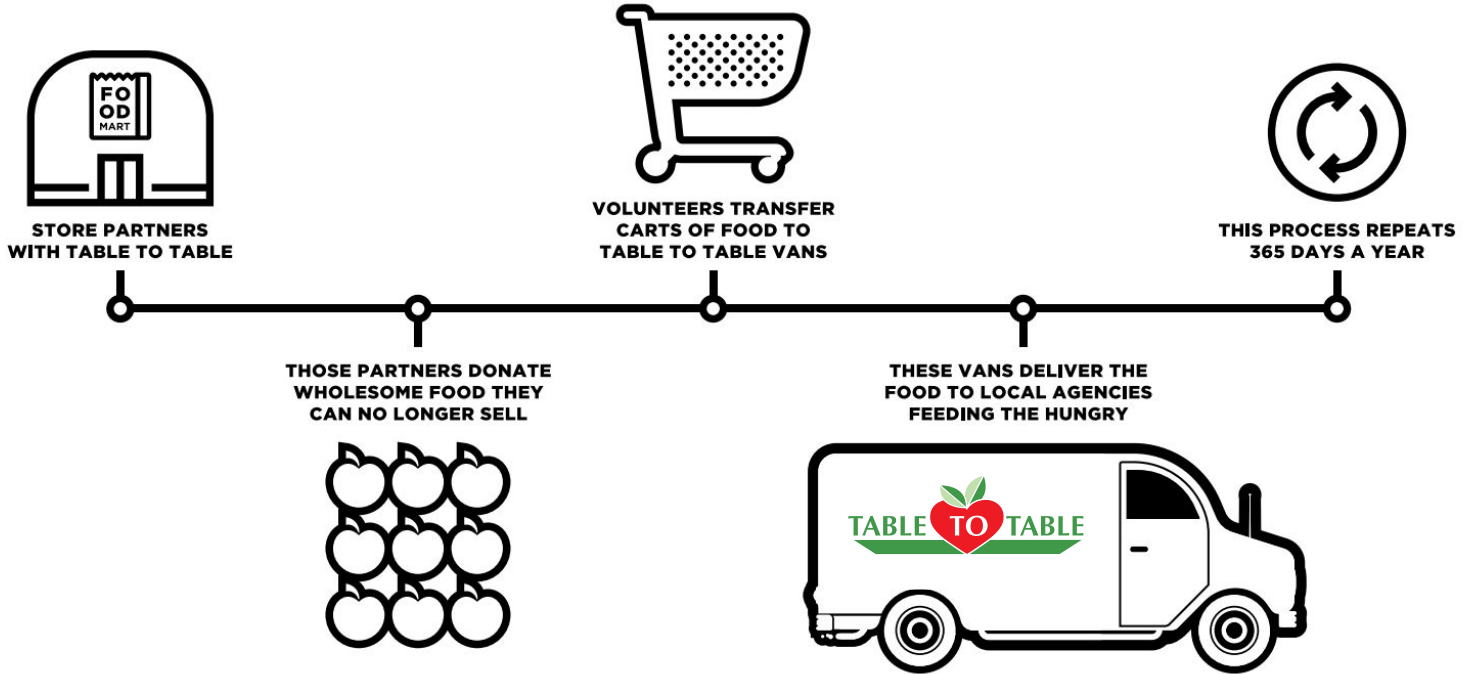 FO
OD
MART
STORE PARTNERS
WITH TABLE TO TABLE
THOSE PARTNERS DONATE
WHOLESOME FOOD THEY
CAN NO LONGER SELL
VOLUNTEERS TRANSFER
CARTS OF FOOD TO
TABLE TO TABLE VANS
THESE VANS DELIVER THE
FOOD TO LOCAL AGENCIES
FEEDING THE HUNGRY
TABLE TO TABLE
THIS PROCESS REPEATS
365 DAYS A YEAR